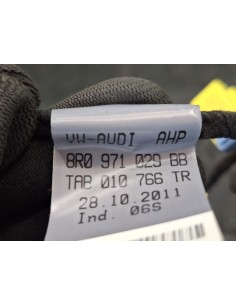 VW-AUDI AHP
8R0 971 029 BB
TAB 010 766 TR
28.10.2011
Ind. 06S